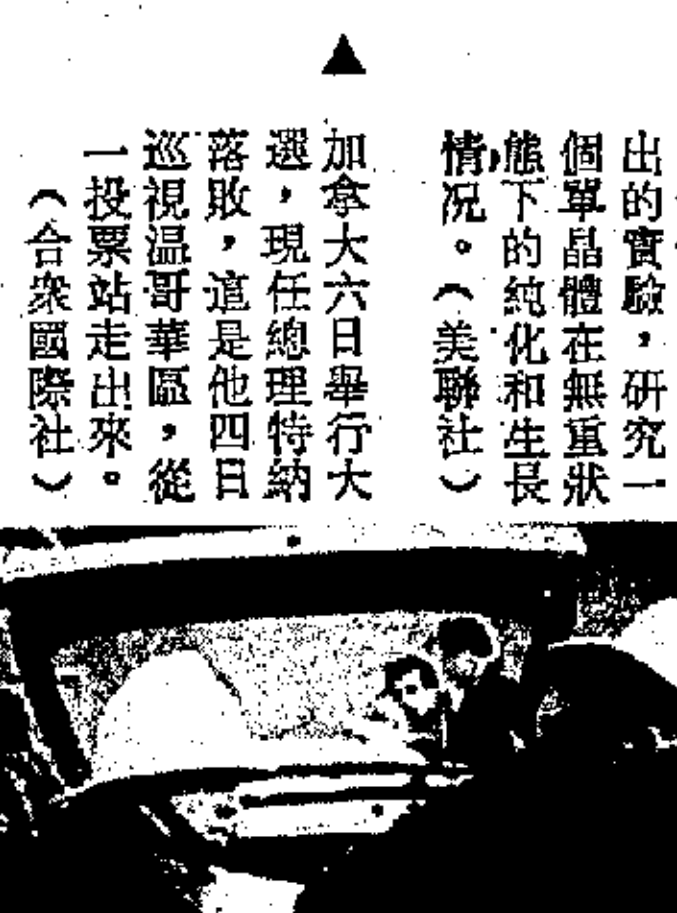 出的實驗，研究一
個單晶體在無重狀
態下的純化和生長
情况。（美聯社）
▲
加拿大六日舉行大
選，現任總理特納
落敗，這是他四日
巡視温哥華區，從
一投票站走出來。
（合衆國際社）